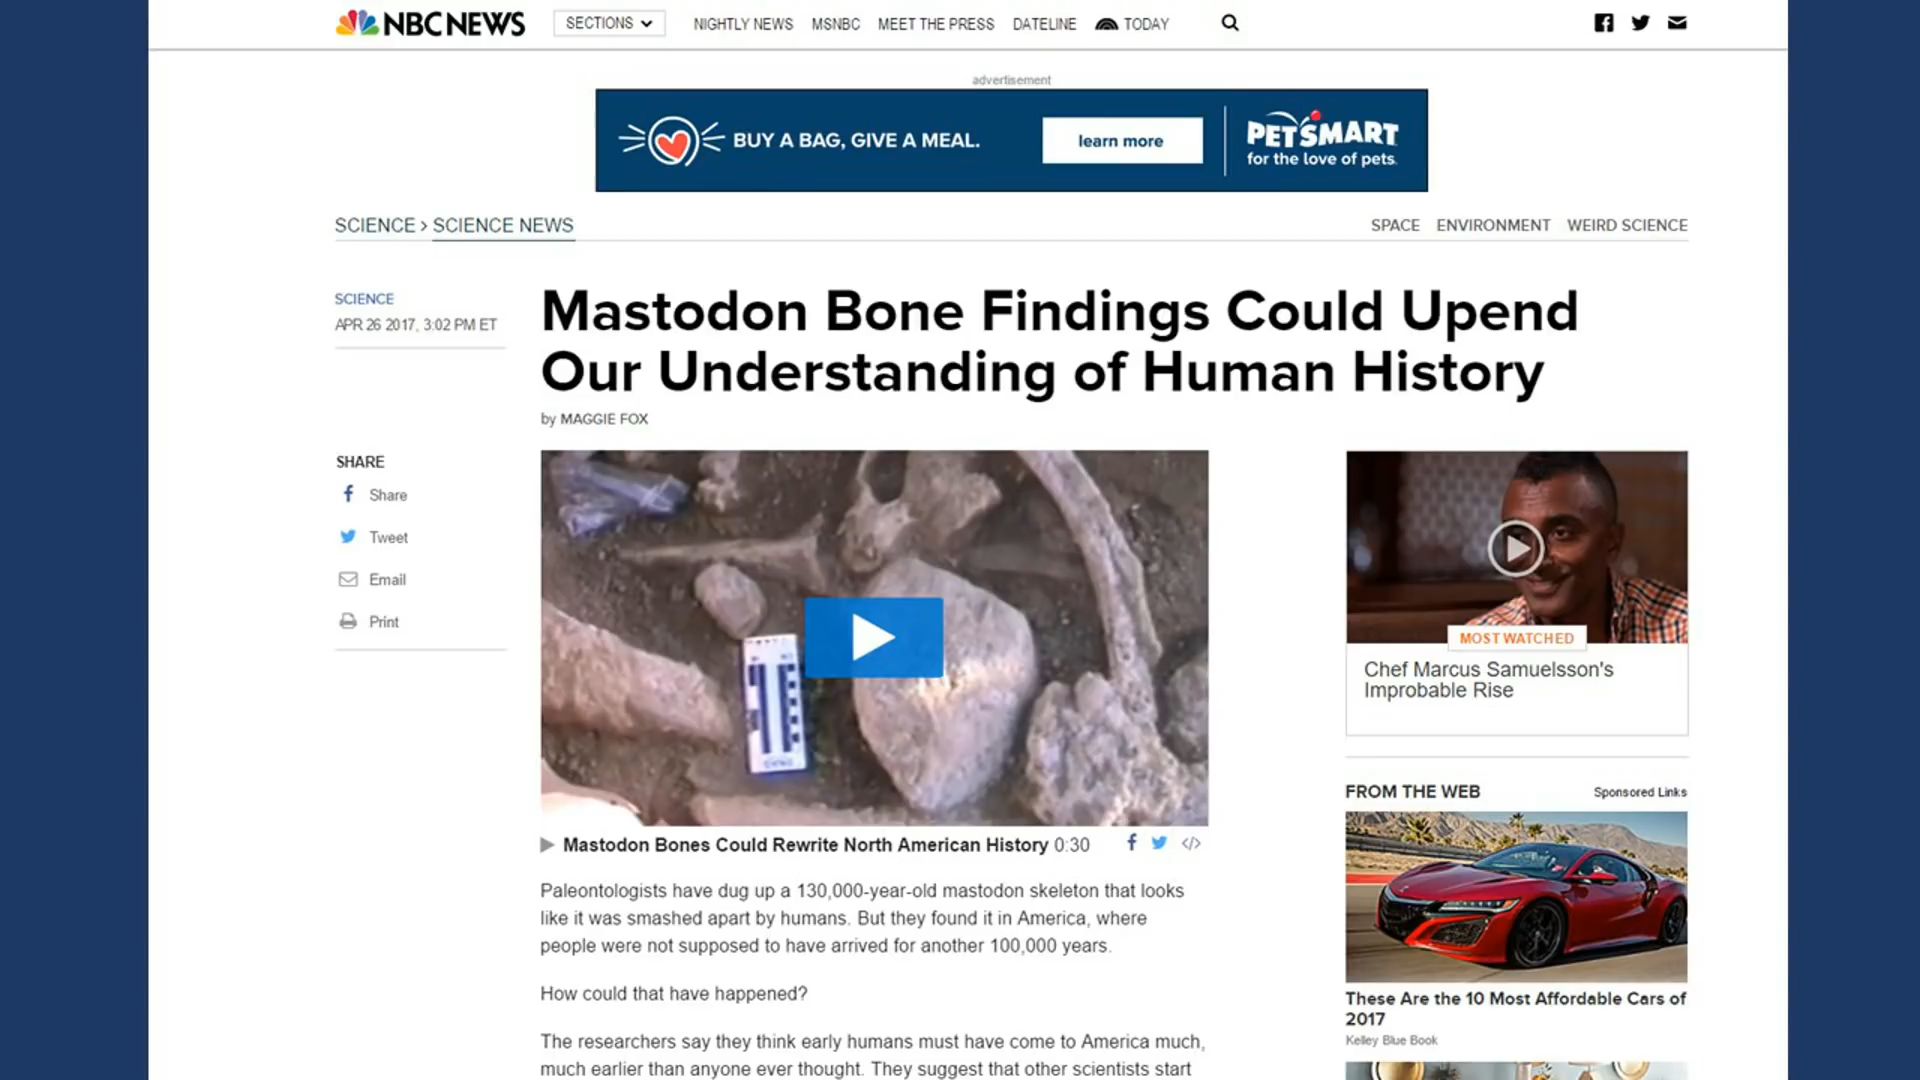 NBC NEWS
SECTIONS
NIGHTLY NEWS MSNBC MEET THE PRESS DATELINE TODAY
advertisement
BUY A BAG, GIVE A MEAL.
learn more
PETSMART
for the love of pets.
SCIENCE > SCIENCE NEWS
SPACE ENVIRONMENT WEIRD SCIENCE
SCIENCE
APR 26 2017, 3:02 PM ET
Mastodon Bone Findings Could Upend
Our Understanding of Human History
by MAGGIE FOX
SHARE
Share
Tweet
Email
Print
Mastodon Bones Could Rewrite North American History 0:30
Paleontologists have dug up a 130,000-year-old mastodon skeleton that looks
like it was smashed apart by humans. But they found it in America, where
people were not supposed to have arrived for another 100,000 years.
How could that have happened?
The researchers say they think early humans must have come to America much,
much earlier than anyone ever thought. They suggest that other scientists start
MOST WATCHED
Chef Marcus Samuelsson's
Improbable Rise
FROM THE WEB
Sponsored Links
These Are the 10 Most Affordable Cars of
2017
Kelley Blue Book